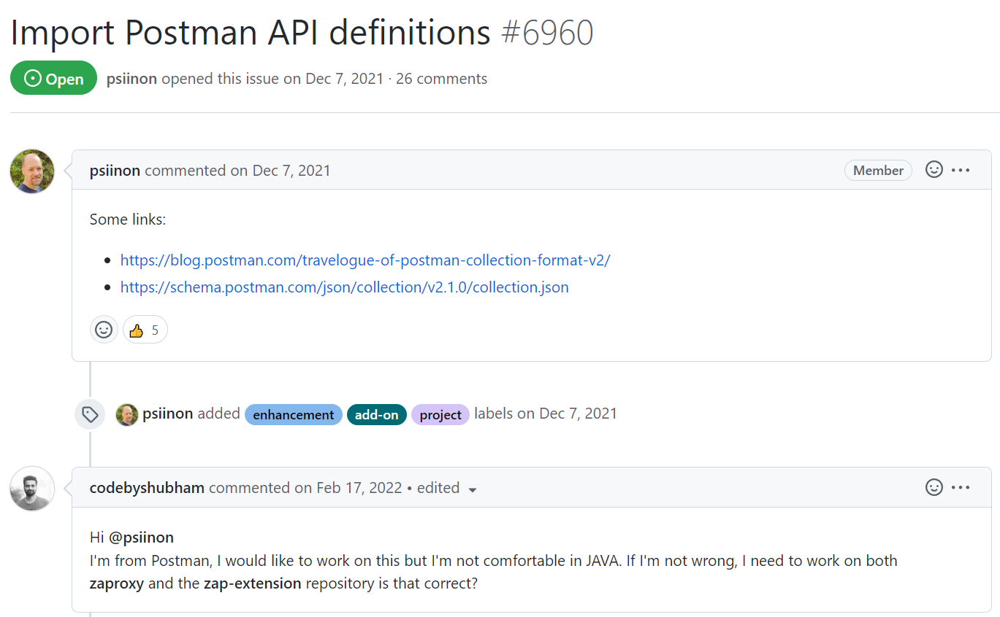 Import Postman API definitions #6960
Open psiinon opened this issue on Dec 7, 2021 · 26 comments
psiinon commented on Dec 7, 2021 Member
Some links:
https://blog.postman.com/travelogue-of-postman-collection-format-v2/
https://schema.postman.com/json/collection/v2.1.0/collection.json
5
psiinon added enhancement add-on project labels on Dec 7, 2021
codebyshubham commented on Feb 17, 2022 • edited
Hi @psiinon
I'm from Postman, I would like to work on this but I'm not comfortable in JAVA. If I'm not wrong, I need to work on both
zaproxy and the zap-extension repository is that correct?